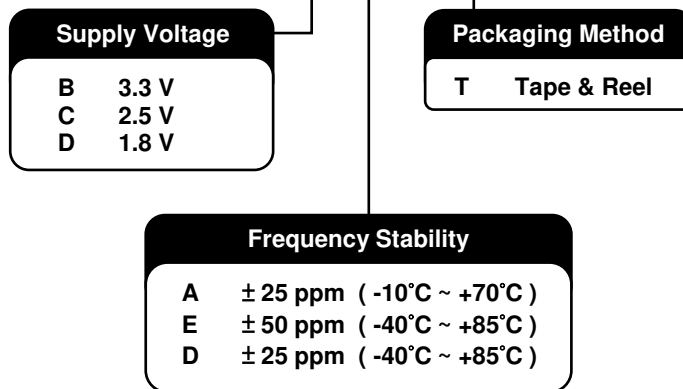 Supply Voltage
B 3.3 V
C 2.5 V
D 1.8 V
Packaging Method
T Tape & Reel
Frequency Stability
A ± 25 ppm ( -10°C ~ +70°C )
E ± 50 ppm ( -40°C ~ +85°C )
D ± 25 ppm ( -40°C ~ +85°C )